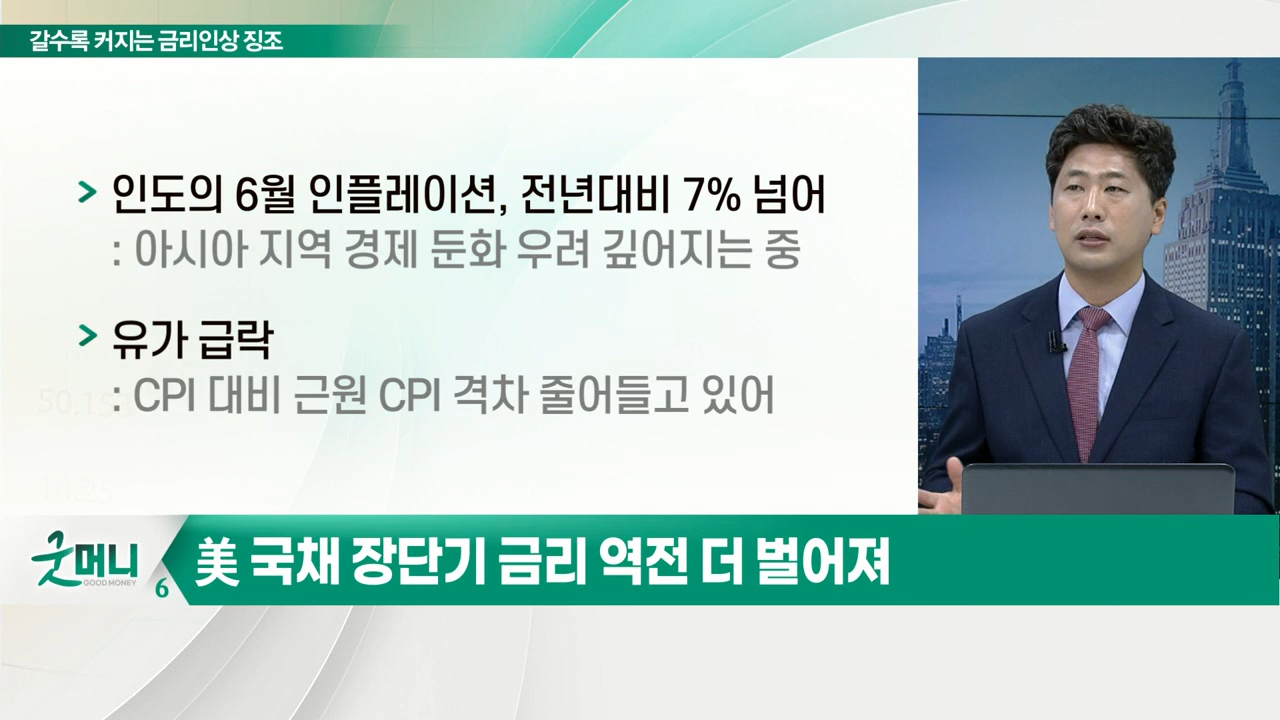 갈수록 커지는 금리인상 징조
> 인도의 6월 인플레이션, 전년대비 7% 넘어
: 아시아 지역 경제 둔화 우려 깊어지는 중
> 유가 급락
: CPI 대비 근원 CPI 격차 줄어들고 있어
50.153
14.25
굿머니
GOOD MONEY
6
美 국채 장단기 금리 역전 더 벌어져